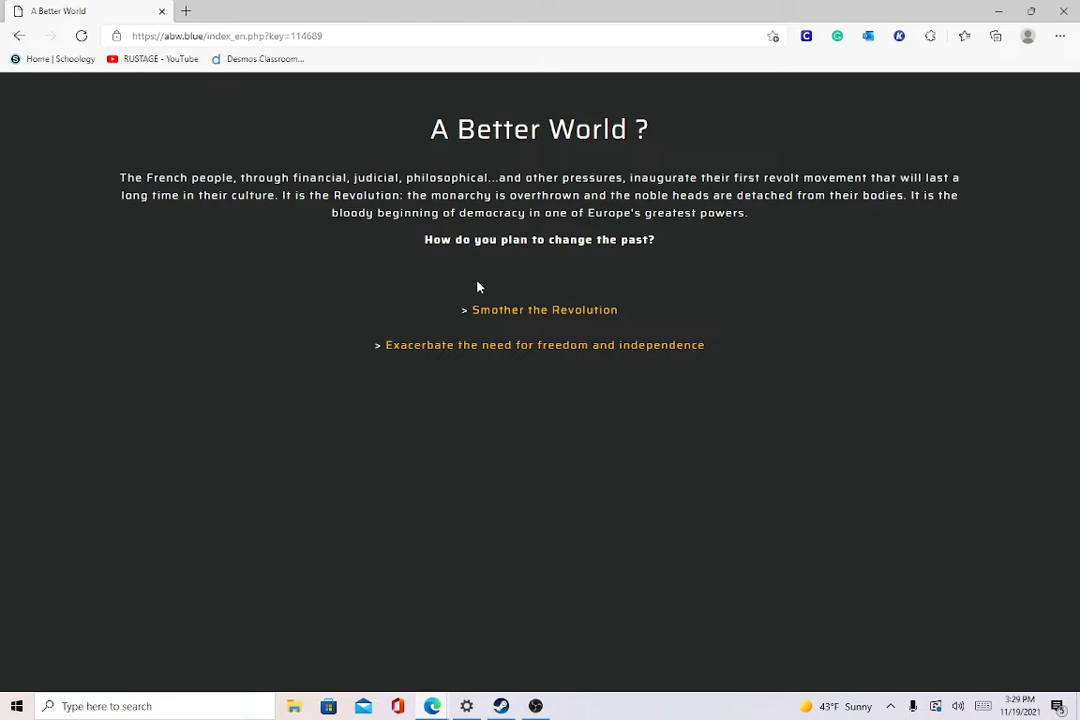 A Better World
https://abw.blue/index_en.php?key=114689
Home | Schoology
RUSTAGE - YouTube
Desmos Classroom...
A Better World ?
The French people, through financial, judicial, philosophical...and other pressures, inaugurate their first revolt movement that will last a
long time in their culture. It is the Revolution: the monarchy is overthrown and the noble heads are detached from their bodies. It is the
bloody beginning of democracy in one of Europe's greatest powers.
How do you plan to change the past?
> Smother the Revolution
> Exacerbate the need for freedom and independence
Type here to search
43°F Sunny
3:29 PM
11/19/2021